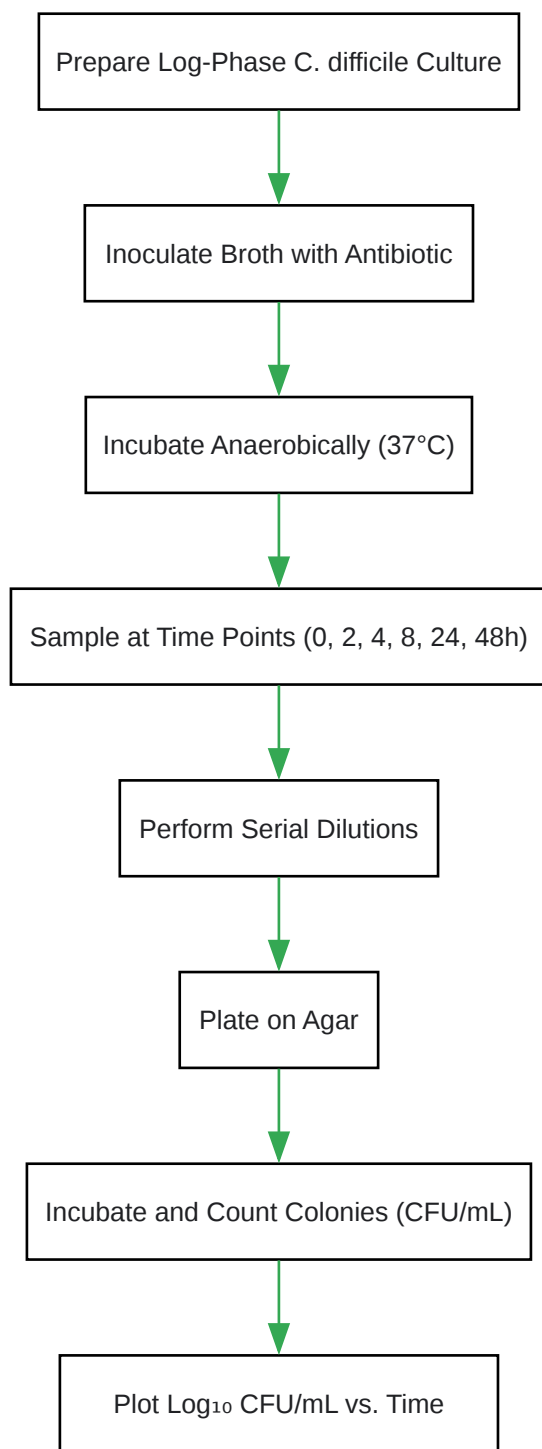 Prepare Log-Phase C. difficile Culture
Inoculate Broth with Antibiotic
Incubate Anaerobically (37°C)
Sample at Time Points (0, 2, 4, 8, 24, 48h)
Perform Serial Dilutions
Plate on Agar
Incubate and Count Colonies (CFU/mL)
Plot Log₁₀ CFU/mL vs. Time